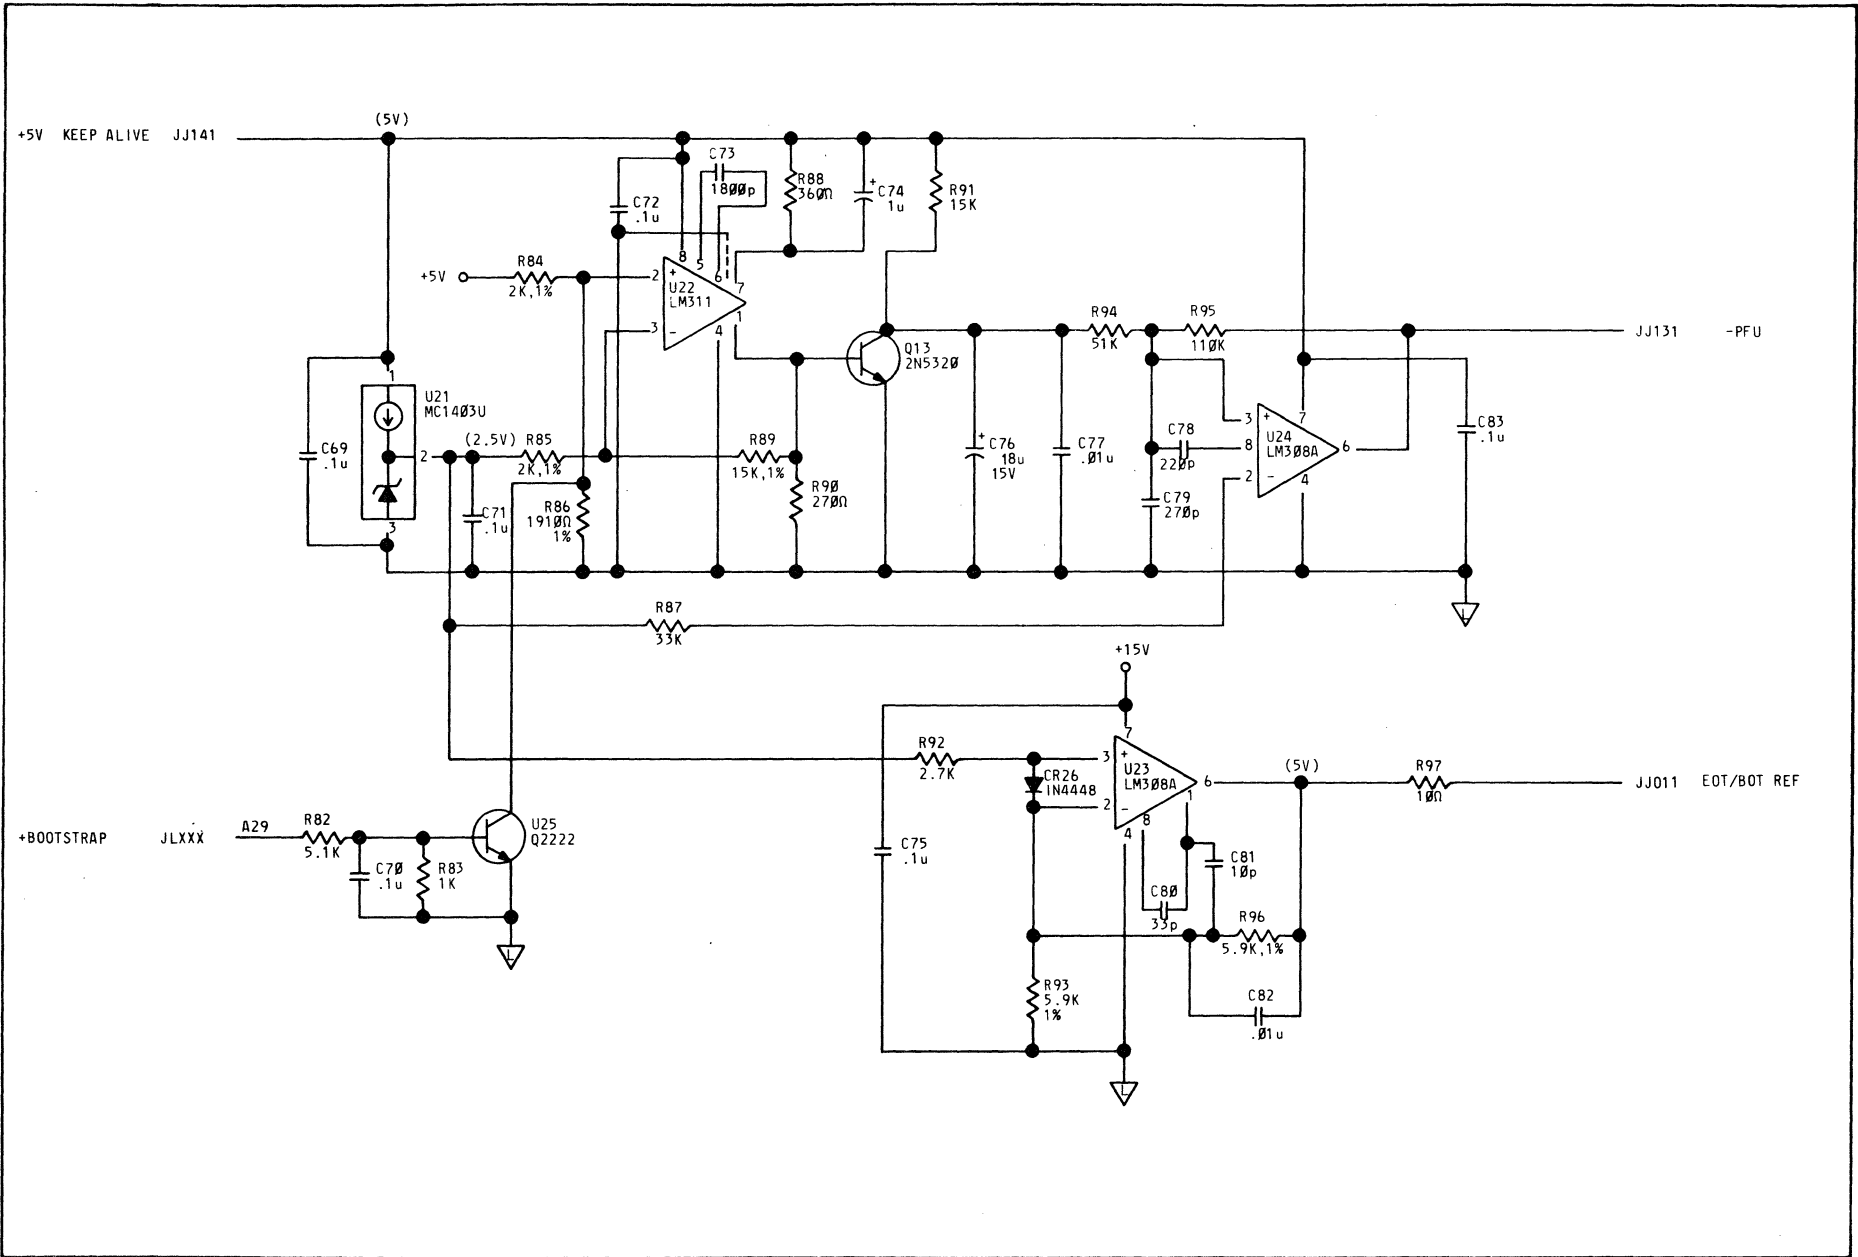 (5V)
+5V KEEP ALIVE JJ141
C73
1800p
R88
360Ω
C74
1u
R91
15K
C72
.1u
8
5
6
7
+5V
R84
2K,1%
2
+
U22
LM311
4
1
3
-
R94
51K
R95
110K
JJ131 -PFU
Q13
2N5320
1
U21
MC1403U
C69
.1u
(2.5V)
2
R85
2K,1%
R89
15K,1%
C76
18u
15V
C77
.01u
C78
220p
3
+
7
8
U24
LM308A
6
2
-
4
C83
.1u
3
C71
.1u
R86
1910Ω
1%
R90
270Ω
C79
270p
L
R87
33K
+15V
7
R92
2.7K
3
+
U23
LM308A
6
(5V)
R97
10Ω
JJ011 EOT/BOT REF
CR26
IN4448
2
-
1
8
4
+BOOTSTRAP JLXXX A29
R82
5.1K
U25
Q2222
C70
.1u
R83
1K
C75
.1u
C81
10p
C80
33p
R96
5.9K,1%
L
R93
5.9K
1%
C82
.01u
L